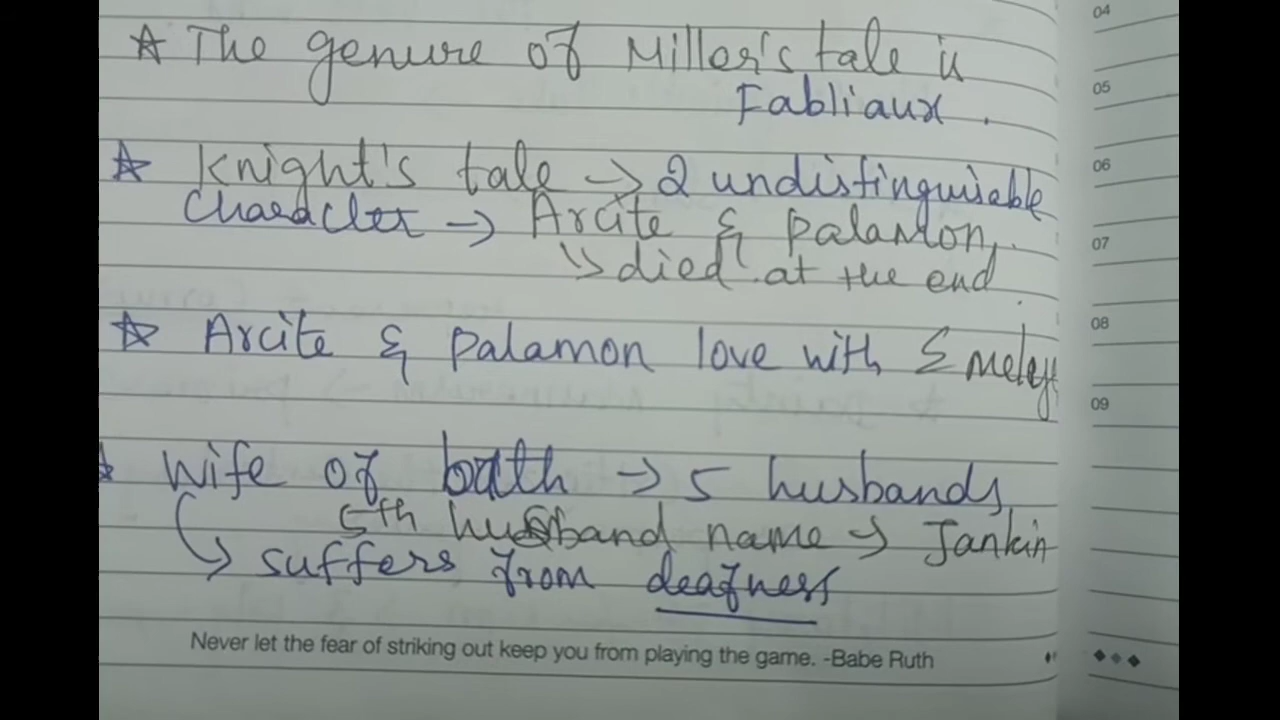 ☆ The genure of Miller's tale is
Fabliaux.
☆ Knight's tale → 2 undistinguisable
Character → Arcite & Palamon,
↳ died at the end.
☆ Arcite & Palamon love with Emeley
☆ Wife of bath → 5 husbands
5th husband name → Jankin
↳ suffers from deafness
Never let the fear of striking out keep you from playing the game. -Babe Ruth
04
05
06
07
08
09